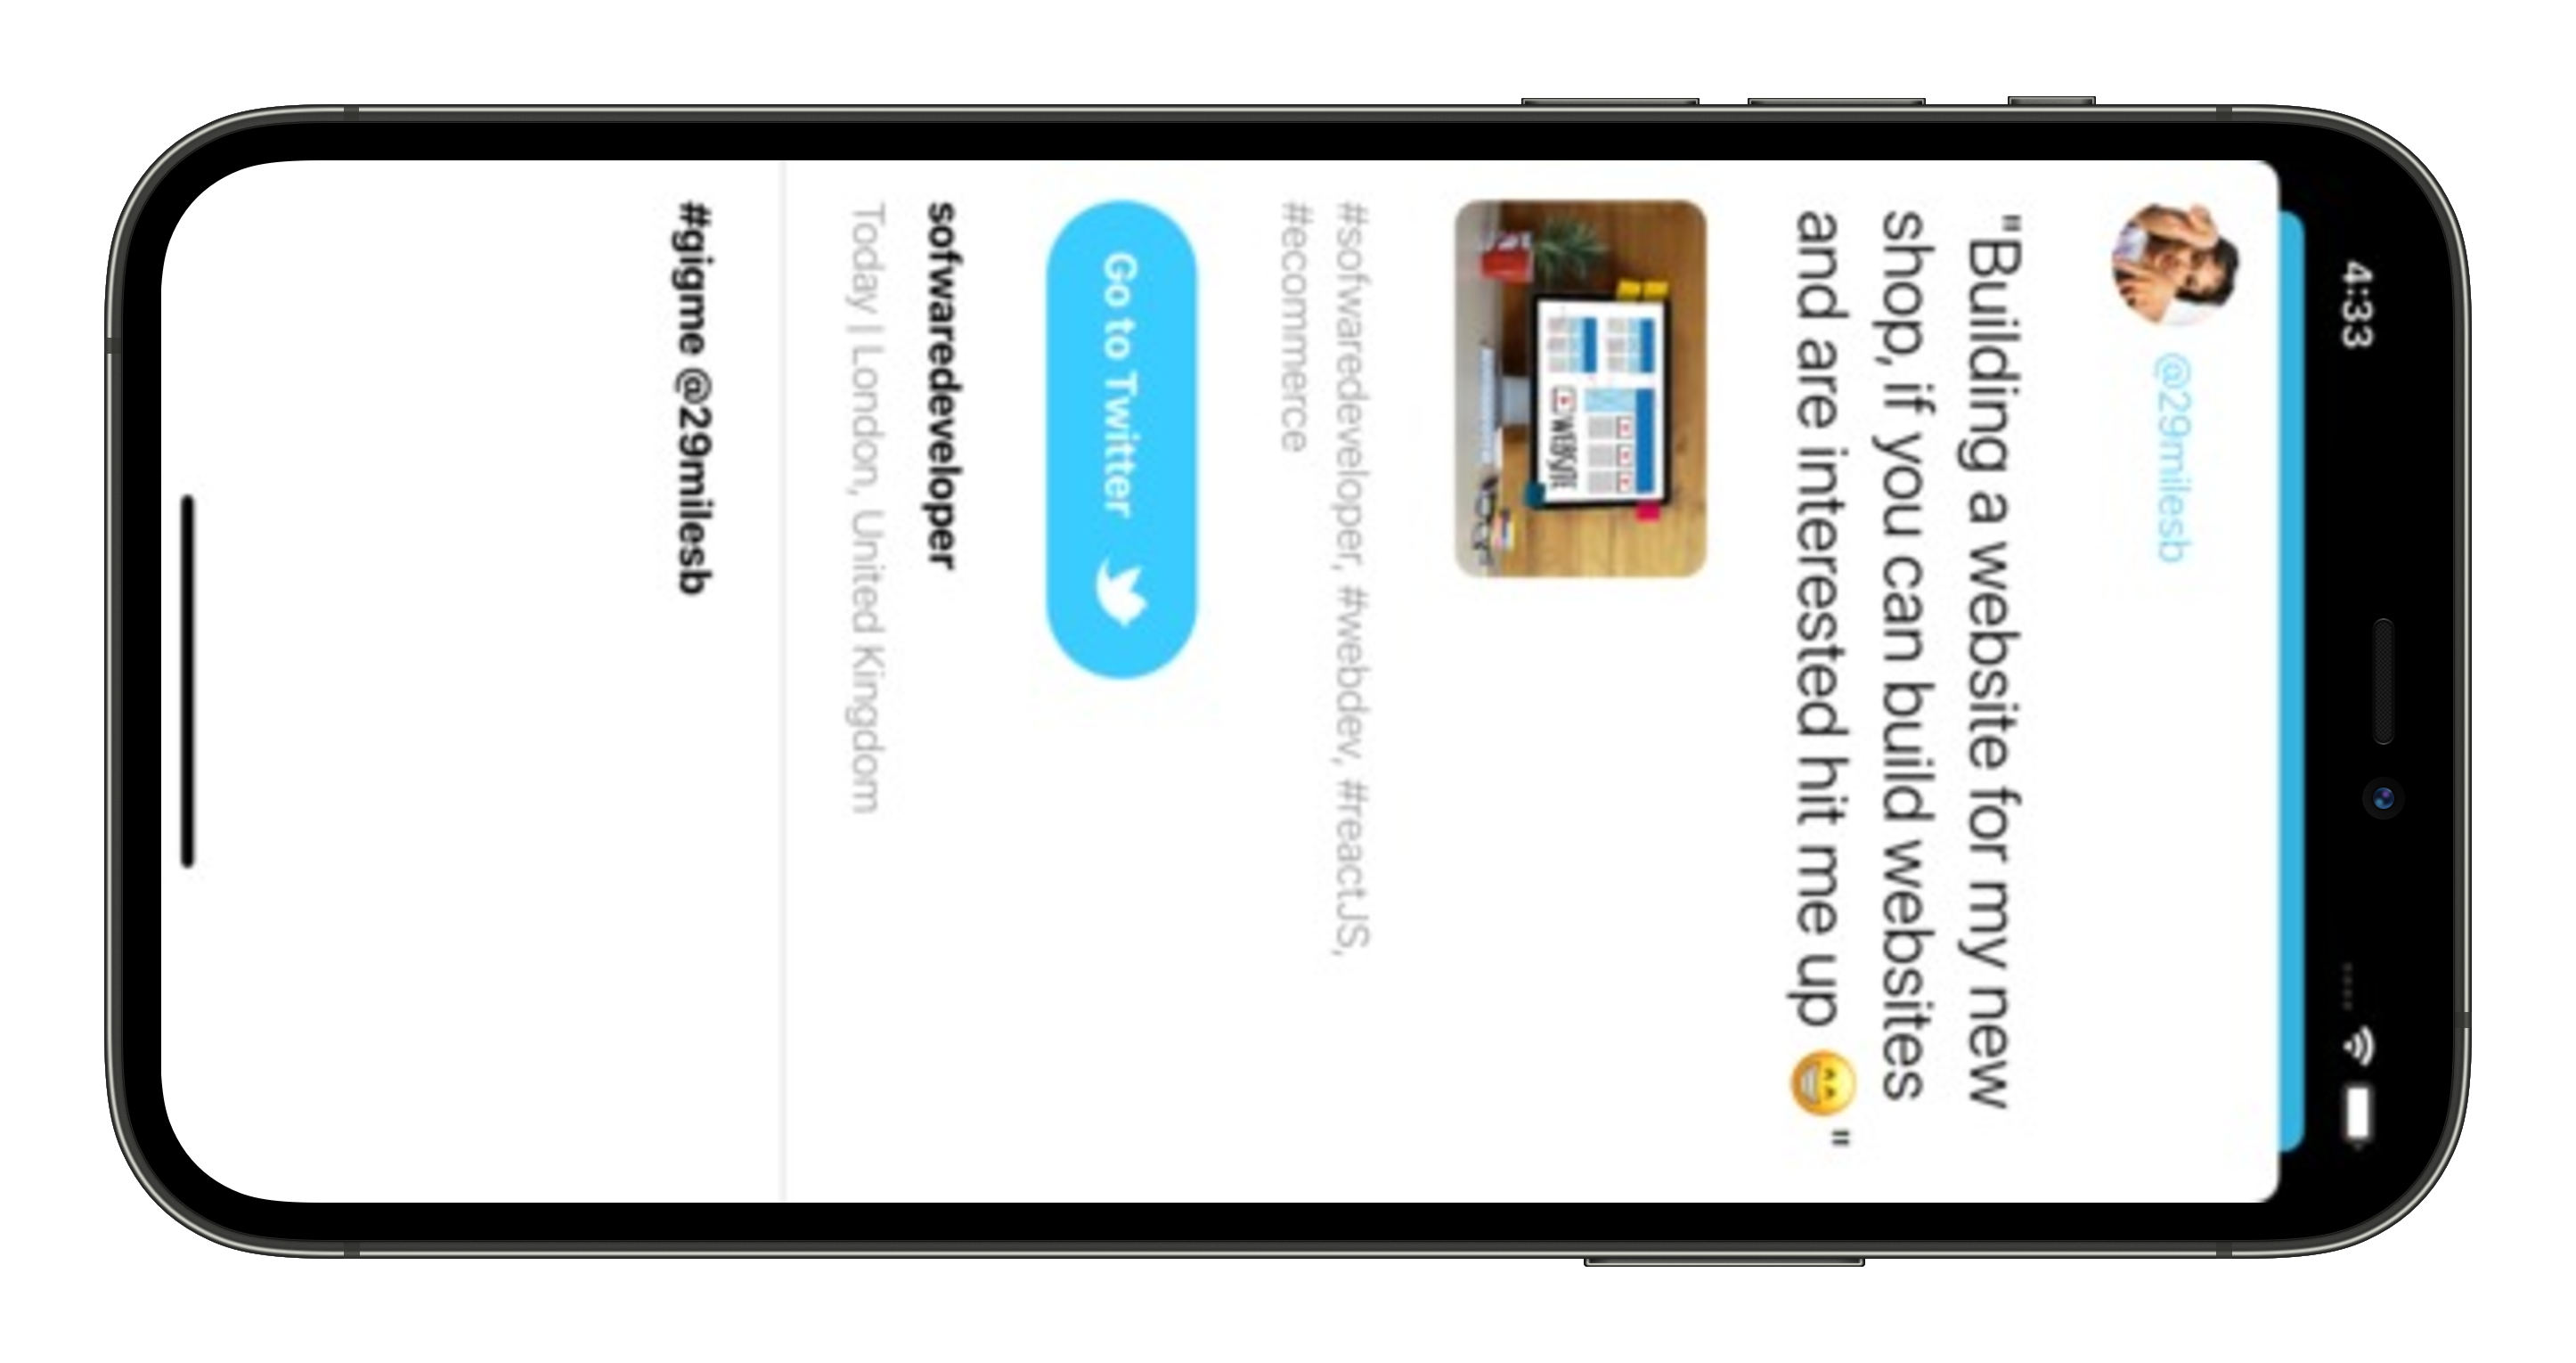 4:33
@29milesb
"Building a website for my new
shop, if you can build websites
and are interested hit me up 😁 "
WEBSITE
#sofwaredeveloper, #webdev, #reactJS,
#ecommerce
Go to Twitter
sofwaredeveloper
Today | London, United Kingdom
#gigme @29milesb